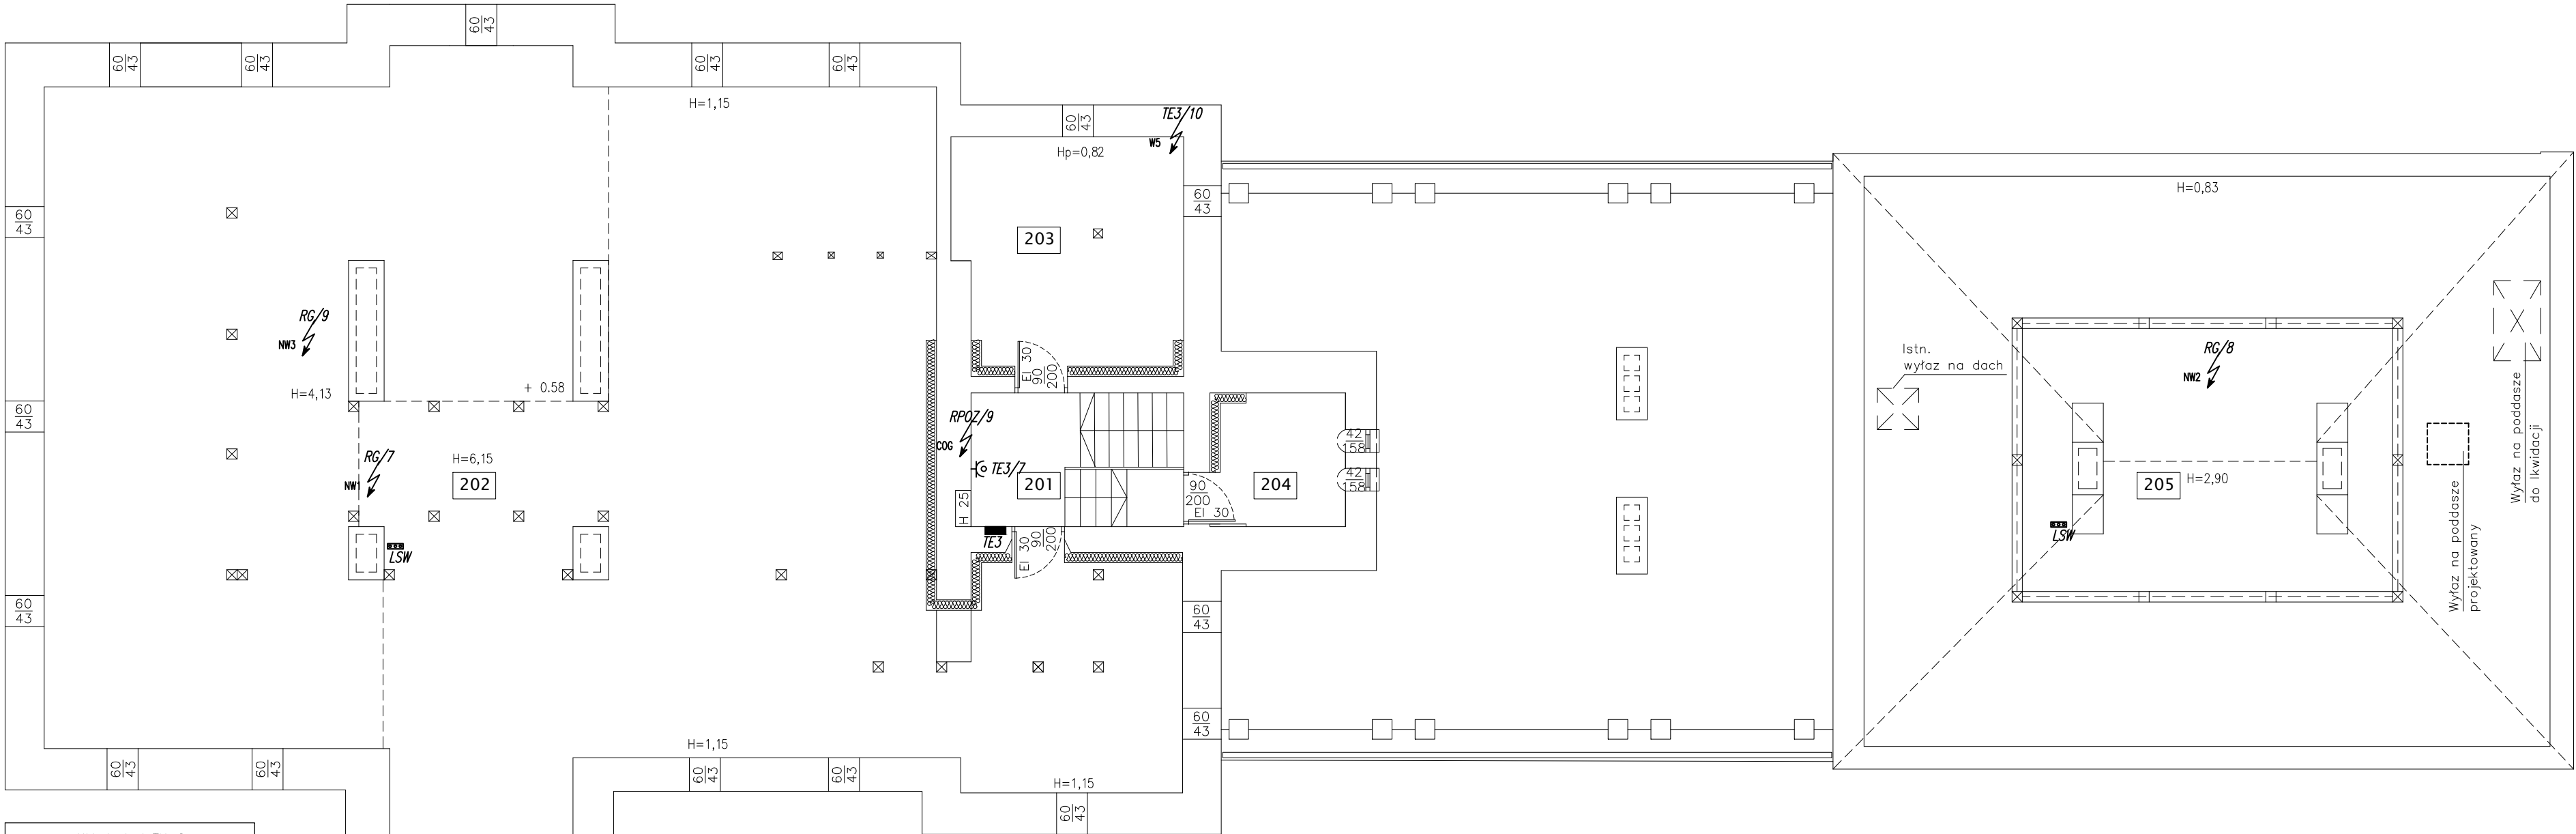 60
43
60
43
60
43
60
43
60
43
H=1,15
TE3/10
W5
60
43
Hp=0,82
60
43
H=0,83
60
43
203
RG/9
NW3
Istn.
wyłaz na dach
RG/8
NW2
EI 30
90
200
H=4,13
+ 0.58
60
43
RPOZ/9
COG
Wyłaz na poddasze
do lkwidacji
42
158
RG/7
NW1
H=6,15
202
TE3/7
201
204
42
158
205
H=2,90
90
200
EI 30
H 25
Wyłaz na poddasze
projektowany
LSW
TE3
EI 30
90
200
LSW
60
43
60
43
60
43
H=1,15
60
43
60
43
60
43
60
43
H=1,15
60
43